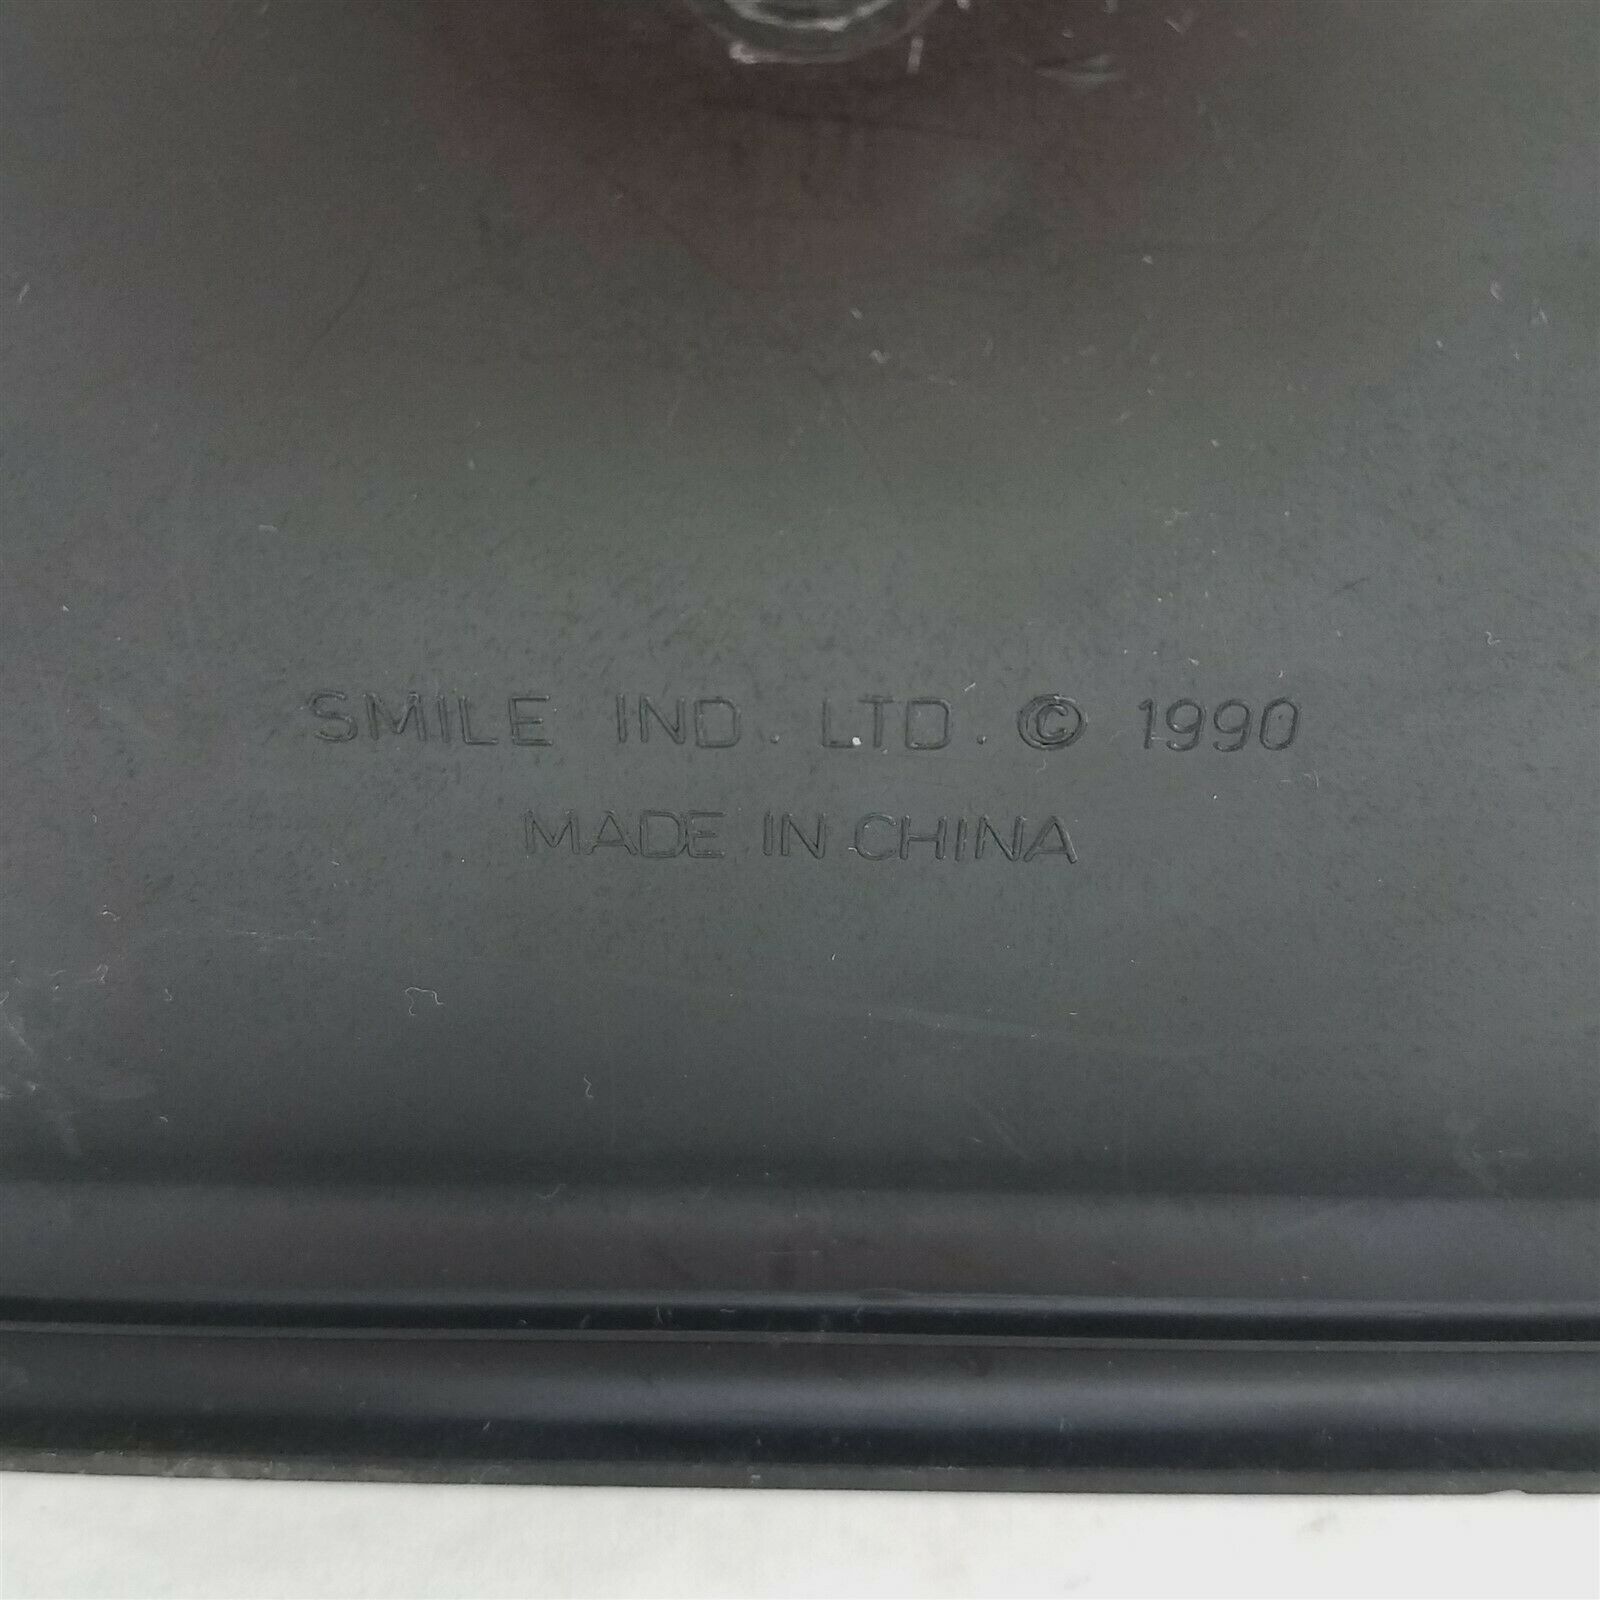 SMILE IND. LTD. © 1990
MADE IN CHINA